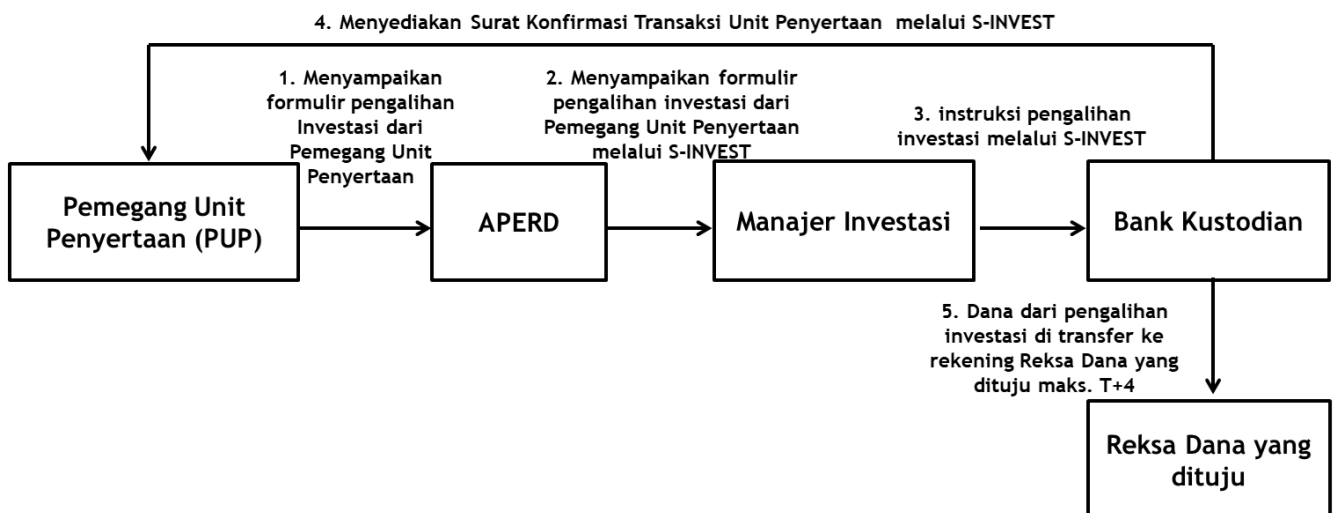 4. Menyediakan Surat Konfirmasi Transaksi Unit Penyertaan melalui S-INVEST
1. Menyampaikan
formulir pengalihan
Investasi dari
Pemegang Unit
Penyertaan
2. Menyampaikan formulir
pengalihan investasi dari
Pemegang Unit Penyertaan
melalui S-INVEST
3. instruksi pengalihan
investasi melalui S-INVEST
Pemegang Unit
Penyertaan (PUP)
APERD
Manajer Investasi
Bank Kustodian
5. Dana dari pengalihan
investasi di transfer ke
rekening Reksa Dana yang
dituju maks. T+4
Reksa Dana yang
dituju